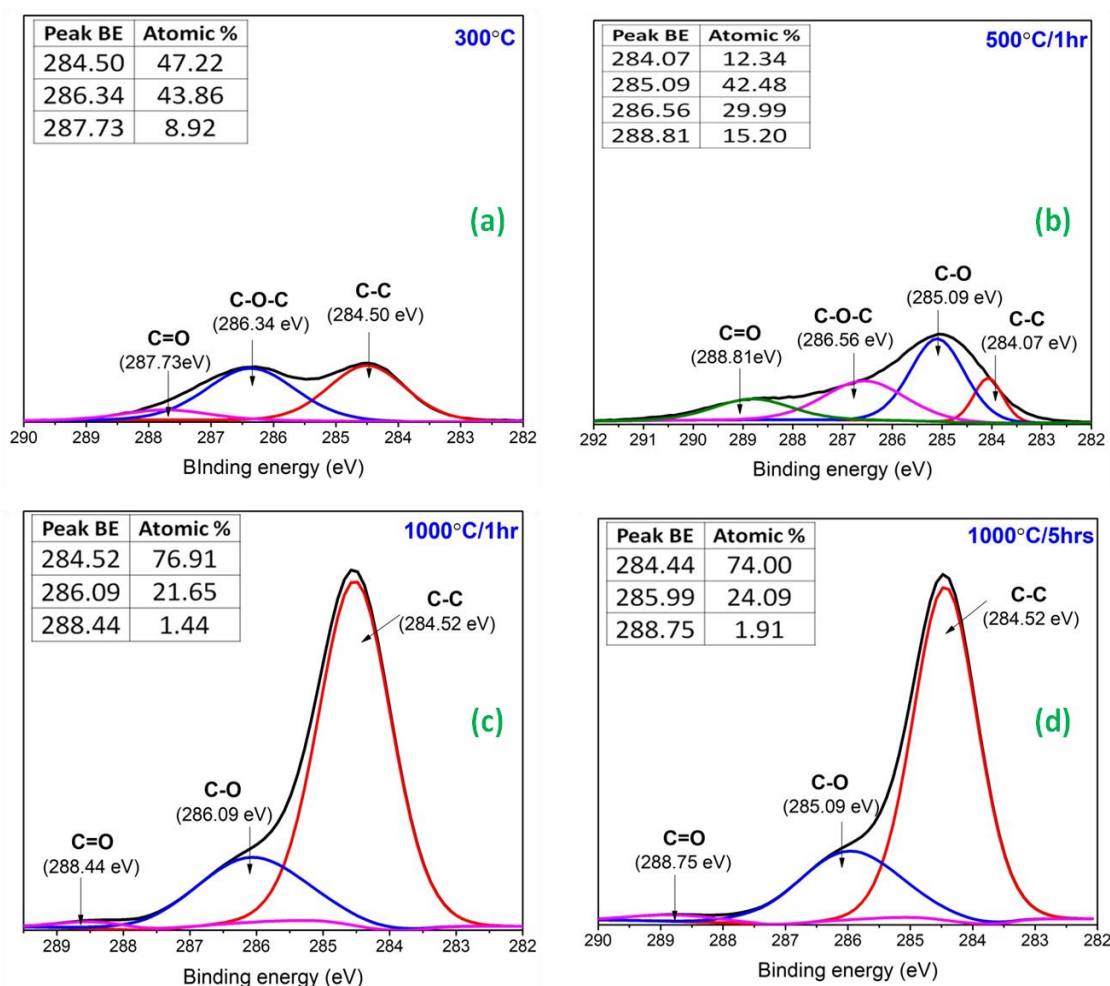 Peak BE Atomic %
284.50 47.22
286.34 43.86
287.73 8.92
300°C
(a)
C-C
(284.50 eV)
C-O-C
(286.34 eV)
C=O
(287.73eV)
290 289 288 287 286 285 284 283 282
BInding energy (eV)
Peak BE Atomic %
284.07 12.34
285.09 42.48
286.56 29.99
288.81 15.20
500°C/1hr
(b)
C-O
(285.09 eV)
C-O-C
(286.56 eV)
C-C
(284.07 eV)
C=O
(288.81eV)
292 291 290 289 288 287 286 285 284 283 282
Binding energy (eV)
Peak BE Atomic %
284.52 76.91
286.09 21.65
288.44 1.44
1000°C/1hr
C-C
(284.52 eV)
(c)
C-O
(286.09 eV)
C=O
(288.44 eV)
289 288 287 286 285 284 283 282
Binding energy (eV)
Peak BE Atomic %
284.44 74.00
285.99 24.09
288.75 1.91
1000°C/5hrs
C-C
(284.52 eV)
(d)
C-O
(285.09 eV)
C=O
(288.75 eV)
290 289 288 287 286 285 284 283 282
Binding energy (eV)